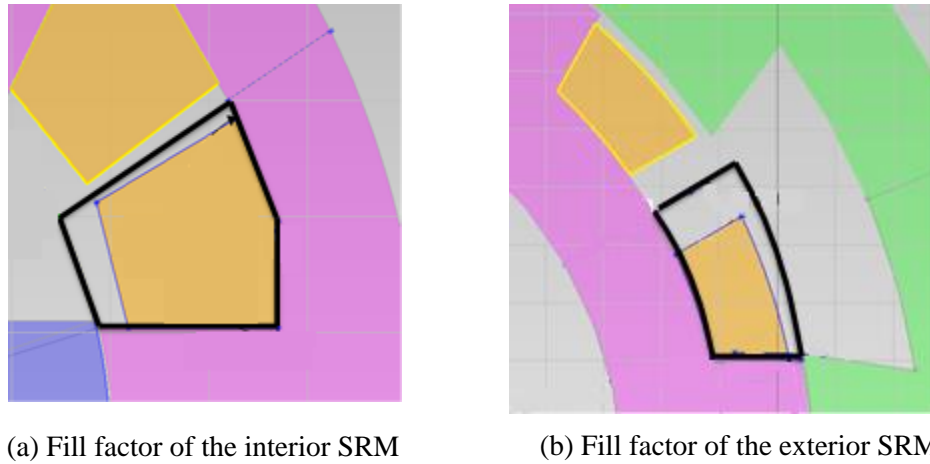 (a) Fill factor of the interior SRM
(b) Fill factor of the exterior SRM